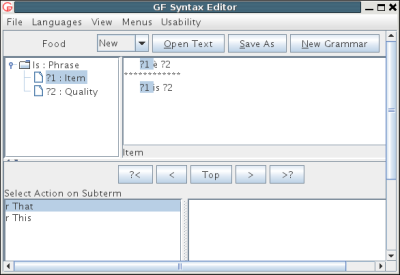 GF Syntax Editor
File Languages View Menus Usability
Food New Open Text Save As New Grammar
Is : Phrase
?1 : Item
?2 : Quality
?1 è ?2
************
?1 is ?2
Item
?< < Top > >?
Select Action on Subterm
r That
r This